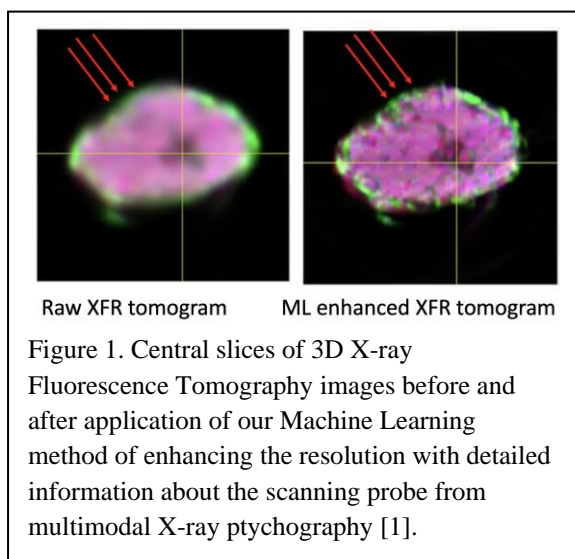 Raw XFR tomogram
ML enhanced XFR tomogram
Figure 1. Central slices of 3D X-ray
Fluorescence Tomography images before and
after application of our Machine Learning
method of enhancing the resolution with detailed
information about the scanning probe from
multimodal X-ray ptychography [1].